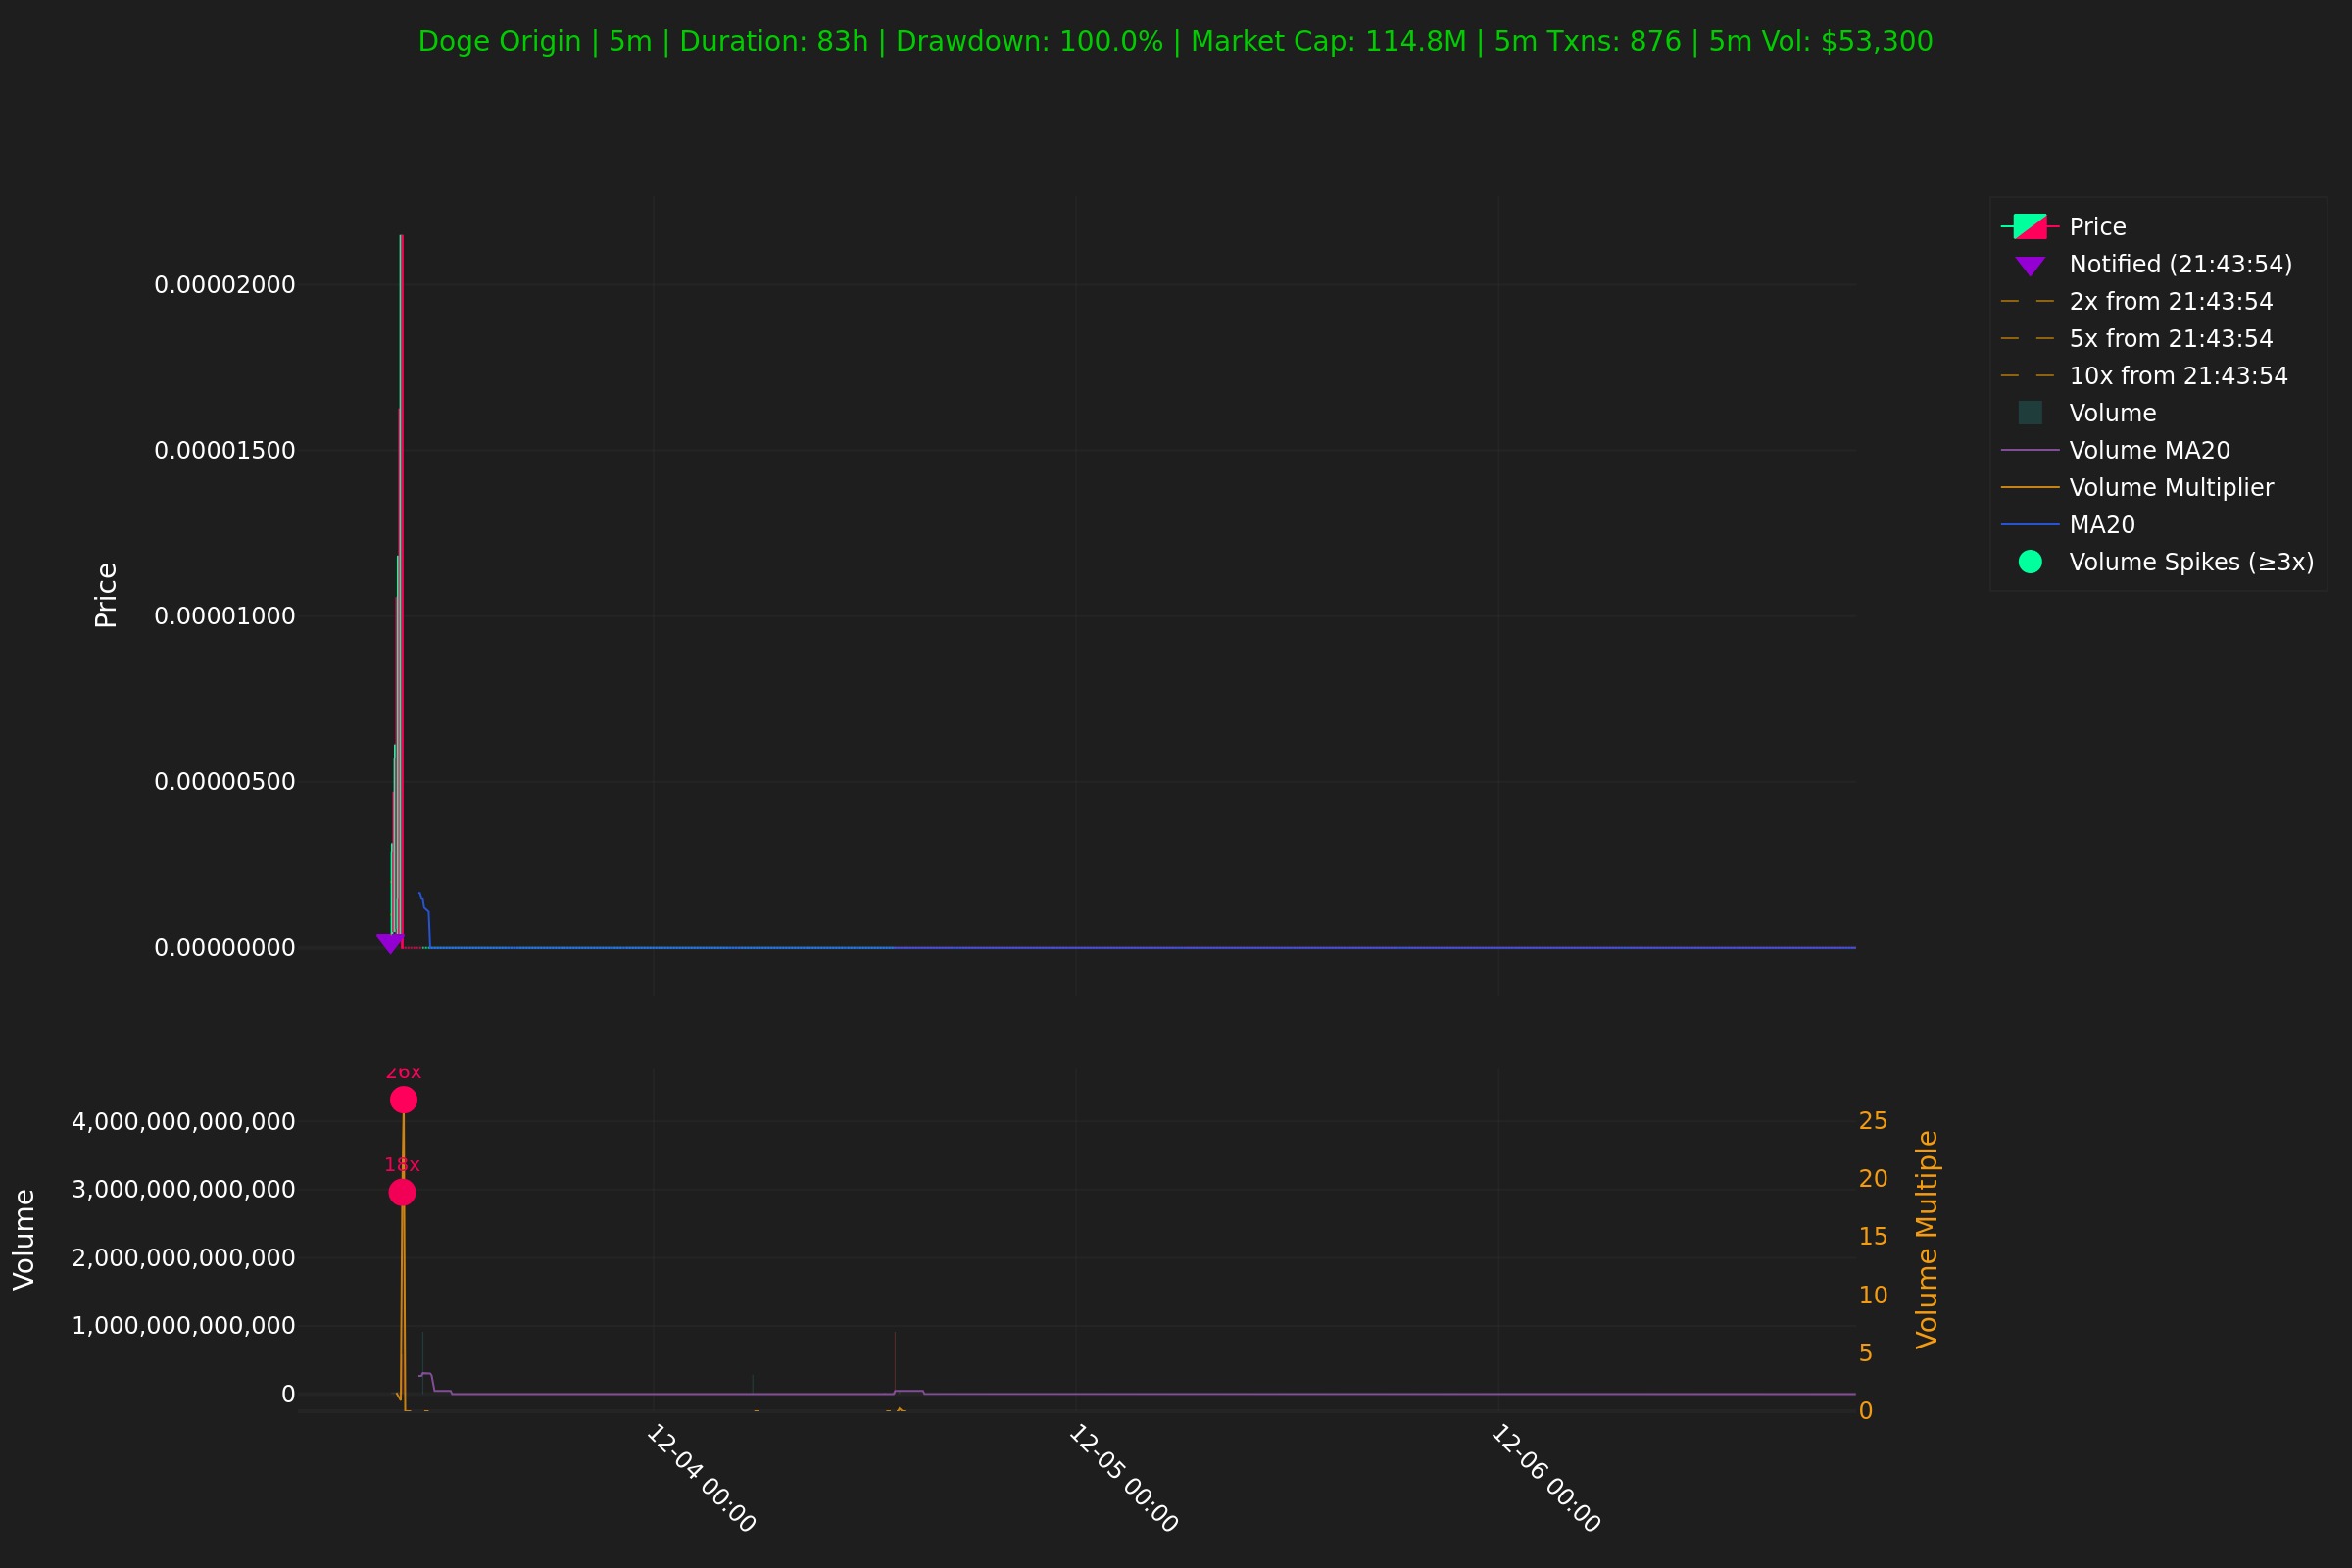 Doge Origin | 5m | Duration: 83h | Drawdown: 100.0% | Market Cap: 114.8M | 5m Txns: 876 | 5m Vol: $53,300
Price
0.00002000
0.00001500
0.00001000
0.00000500
0.00000000
Price
Notified (21:43:54)
2x from 21:43:54
5x from 21:43:54
10x from 21:43:54
Volume
Volume MA20
Volume Multiplier
MA20
Volume Spikes (≥3x)
Volume
4,000,000,000,000
3,000,000,000,000
2,000,000,000,000
1,000,000,000,000
0
26x
18x
25
20
15
10
5
0
Volume Multiple
12-04 00:00
12-05 00:00
12-06 00:00